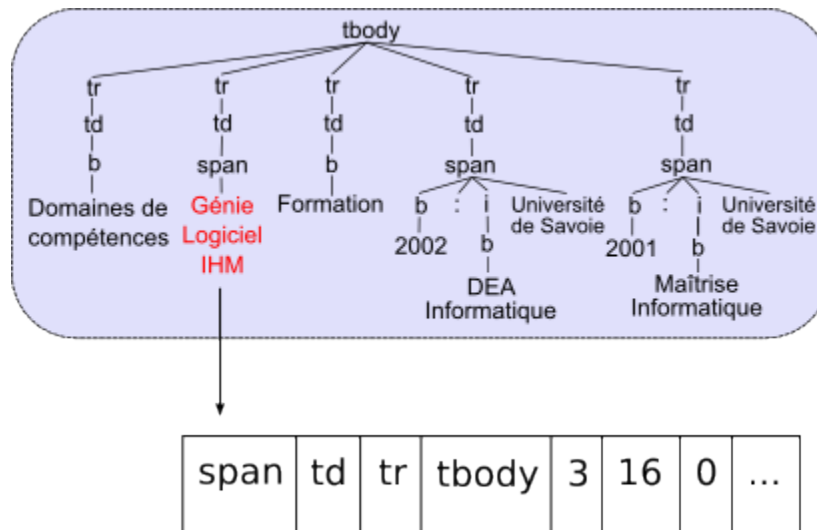 tbody
tr tr tr tr tr
td td td td td
b span b span span
Domaines de compétences
Génie
Logiciel
IHM
Formation
b : i Université de Savoie
2002 b
DEA
Informatique
b : i Université de Savoie
2001 b
Maîtrise
Informatique
span td tr tbody 3 16 0 ...